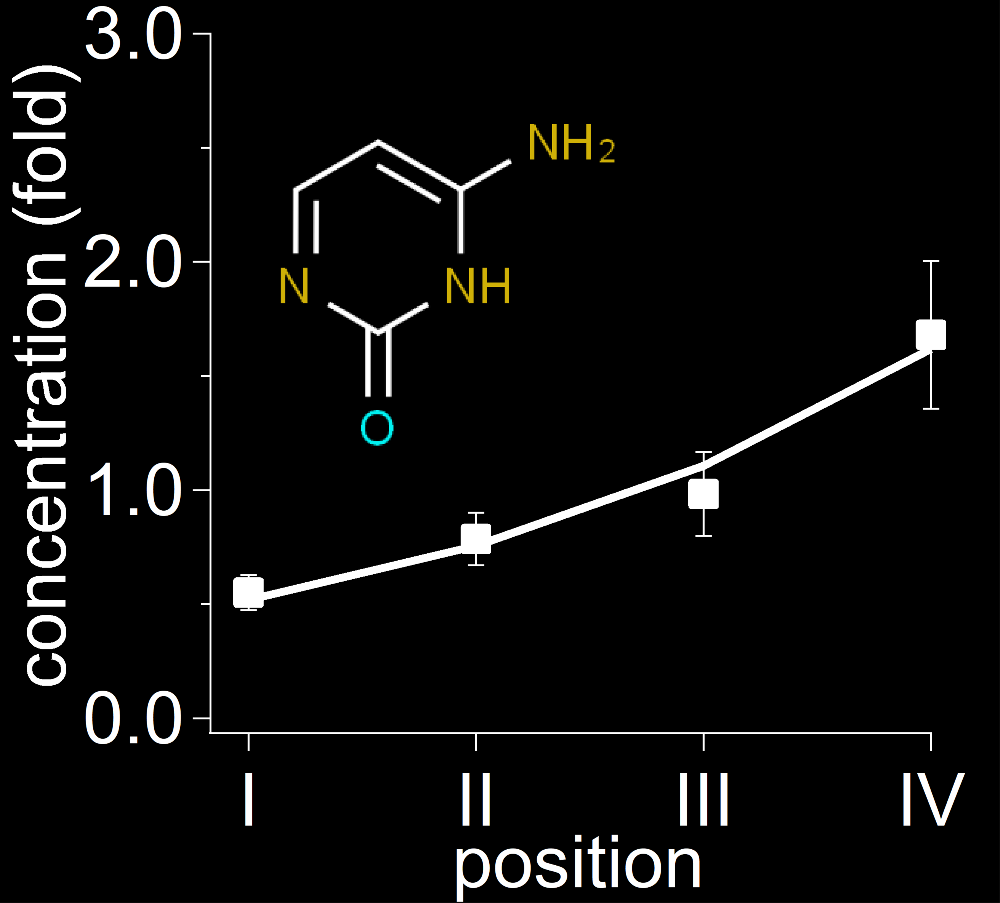 concentration (fold)
3.0
2.0
1.0
0.0
NH₂
N
NH
O
I
II
III
IV
position